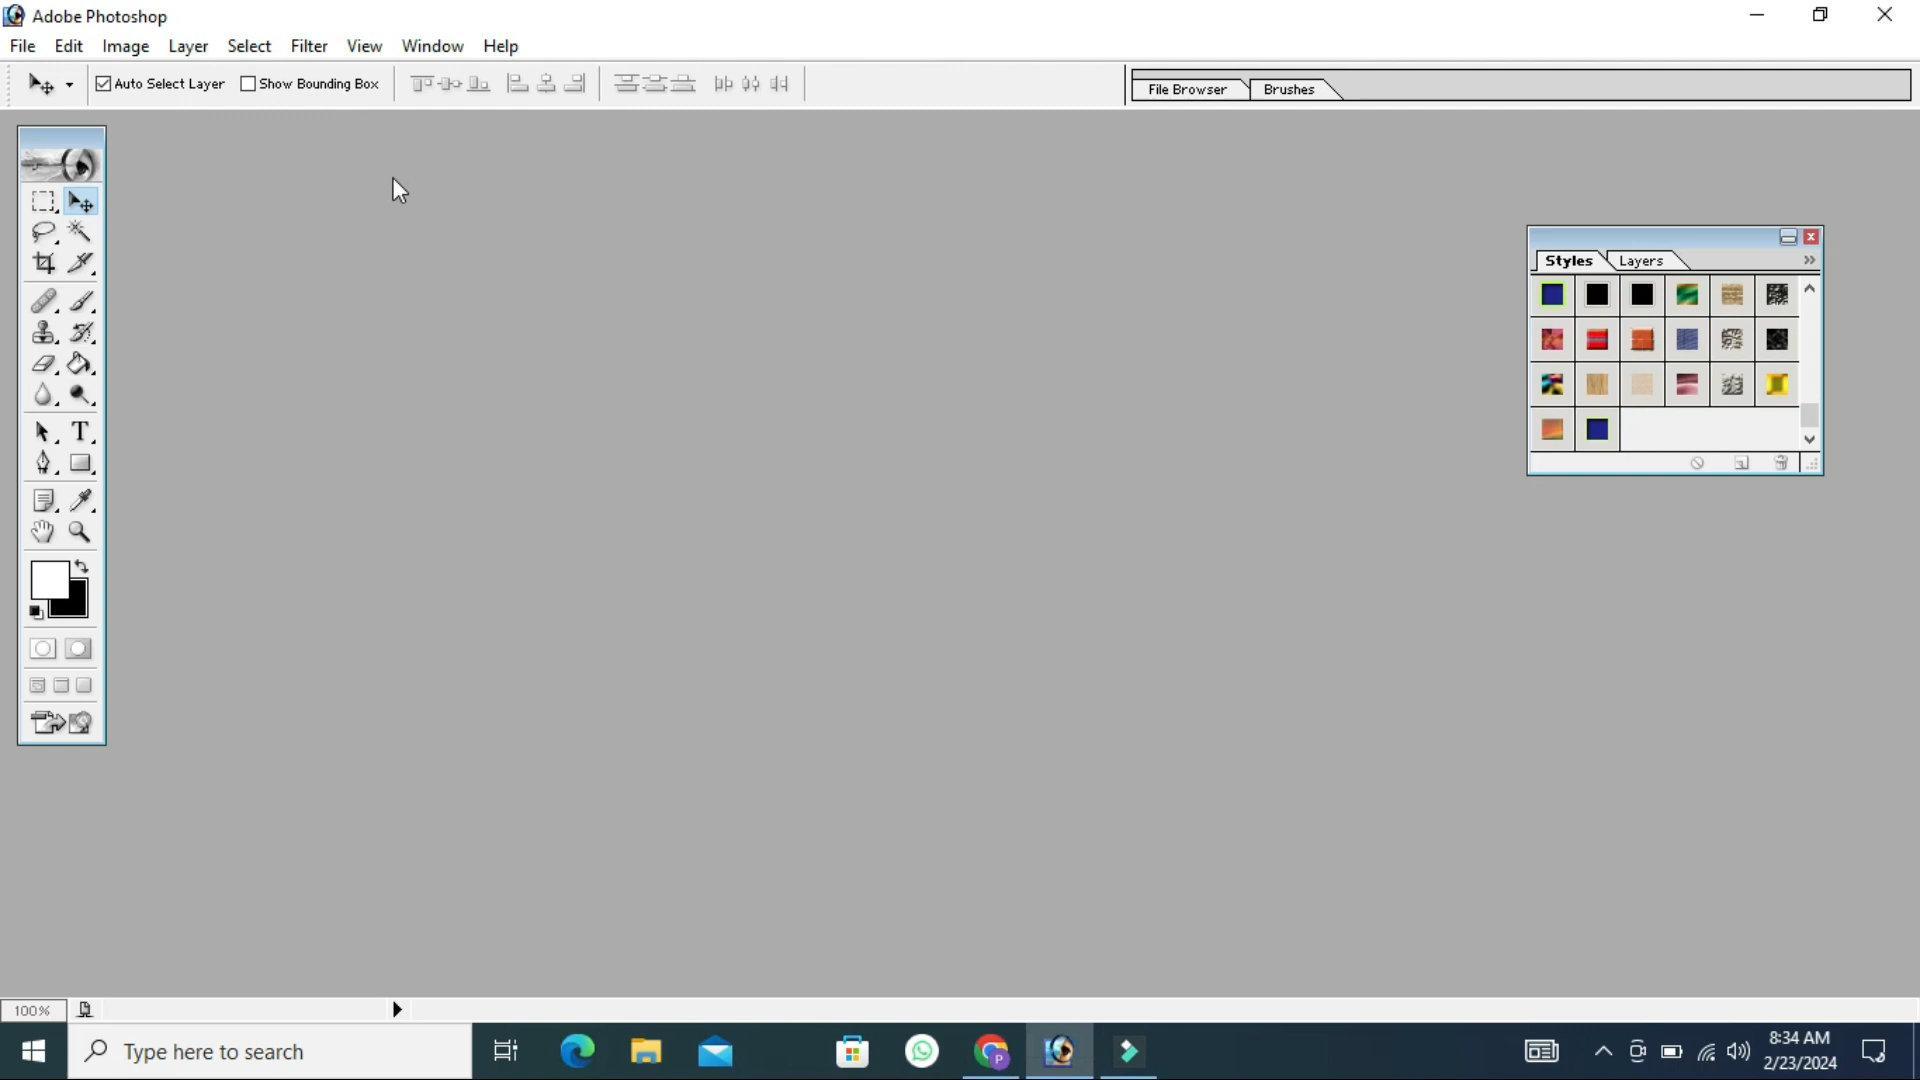 Adobe Photoshop
File Edit Image Layer Select Filter View Window Help
Auto Select Layer Show Bounding Box File Browser Brushes
Styles Layers
T
100%
Type here to search
P
8:34 AM
2/23/2024